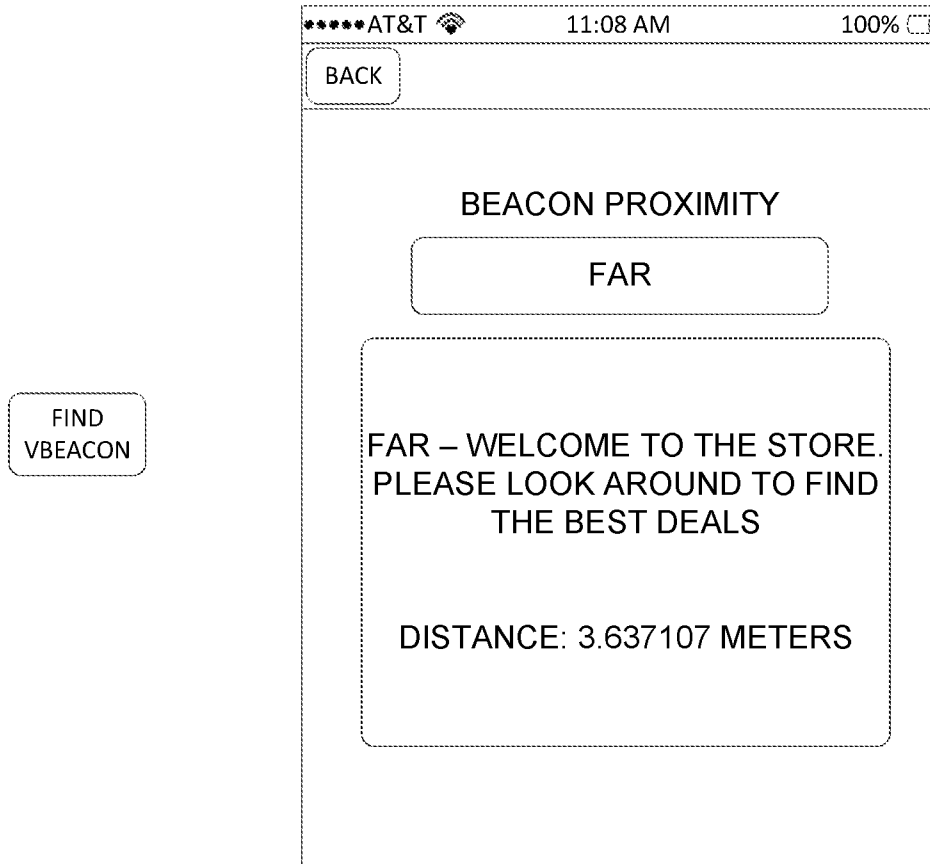 AT&T 11:08 AM 100%
BACK
BEACON PROXIMITY
FAR
FAR – WELCOME TO THE STORE.
PLEASE LOOK AROUND TO FIND
THE BEST DEALS
DISTANCE: 3.637107 METERS
FIND
VBEACON